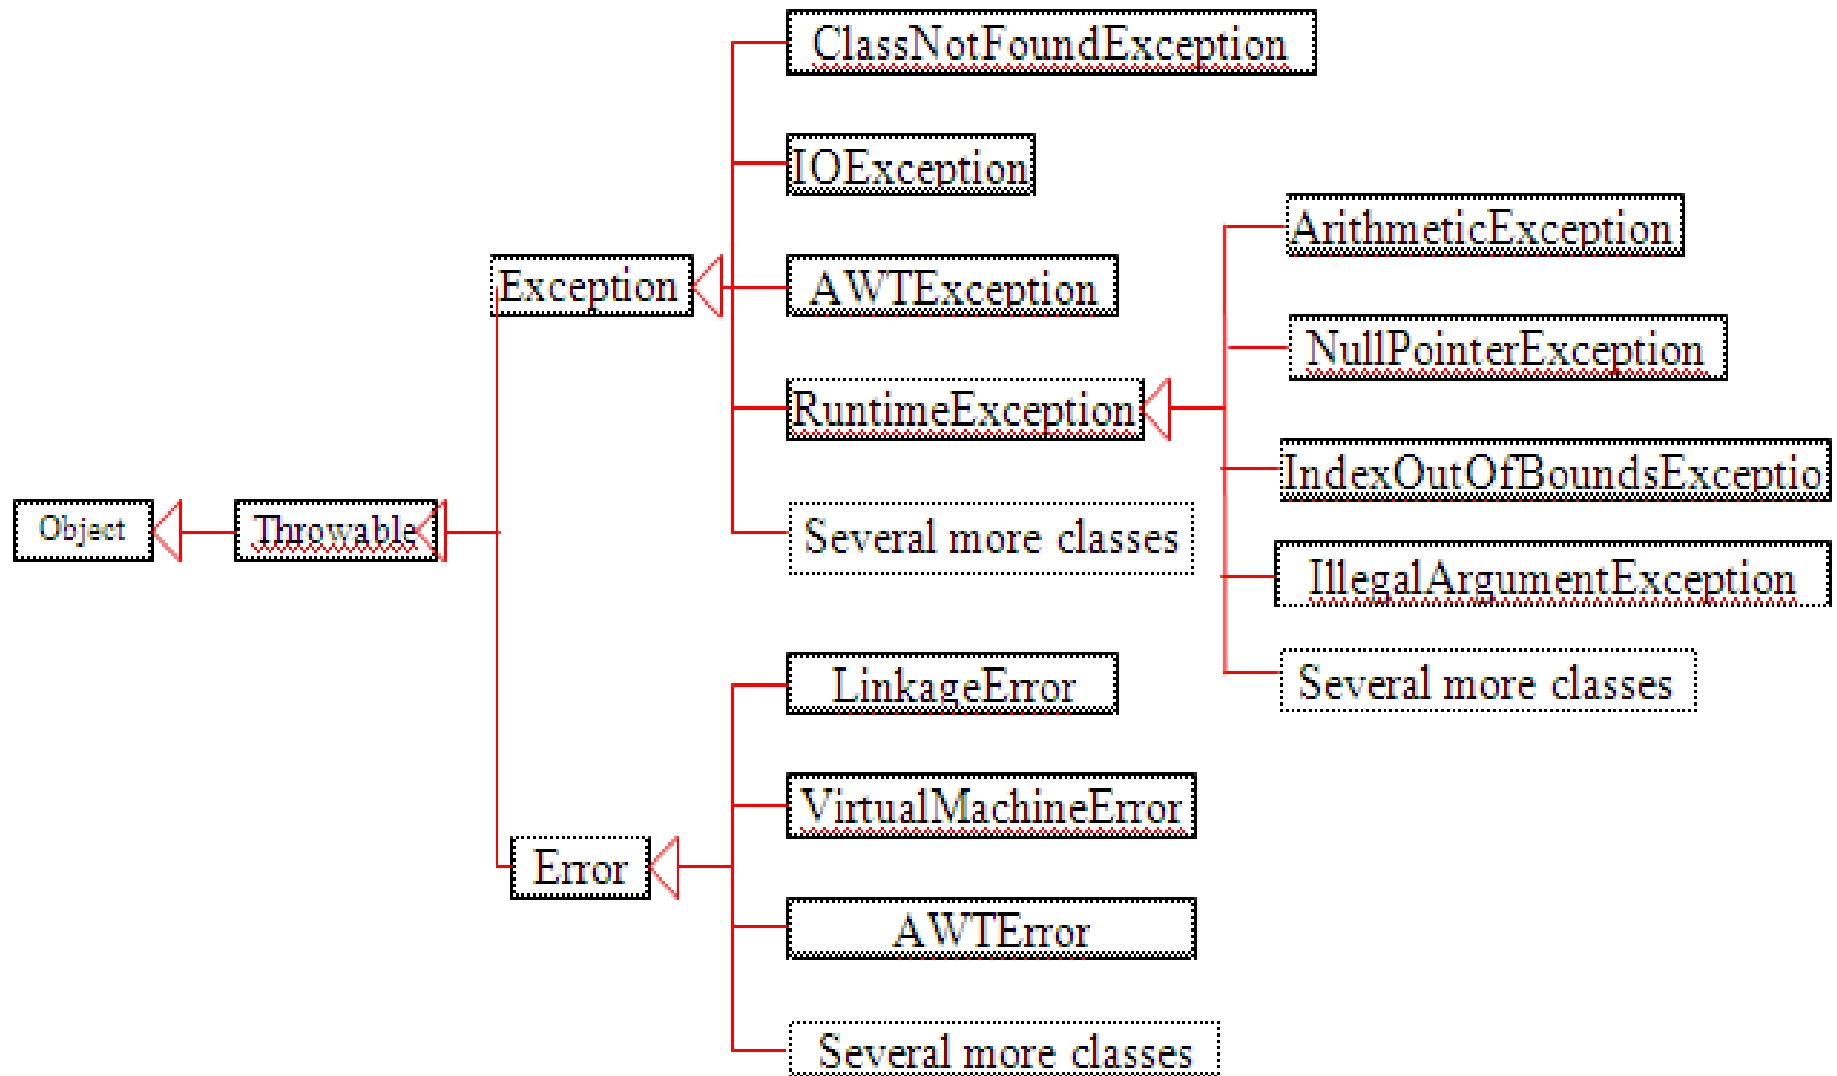 ClassNotFoundException
IOException
ArithmeticException
Exception
AWTException
NullPointerException
RuntimeException
IndexOutOfBoundsExceptio
Object
Throwable
Several more classes
IllegalArgumentException
LinkageError
Several more classes
VirtualMachineError
Error
AWTError
Several more classes